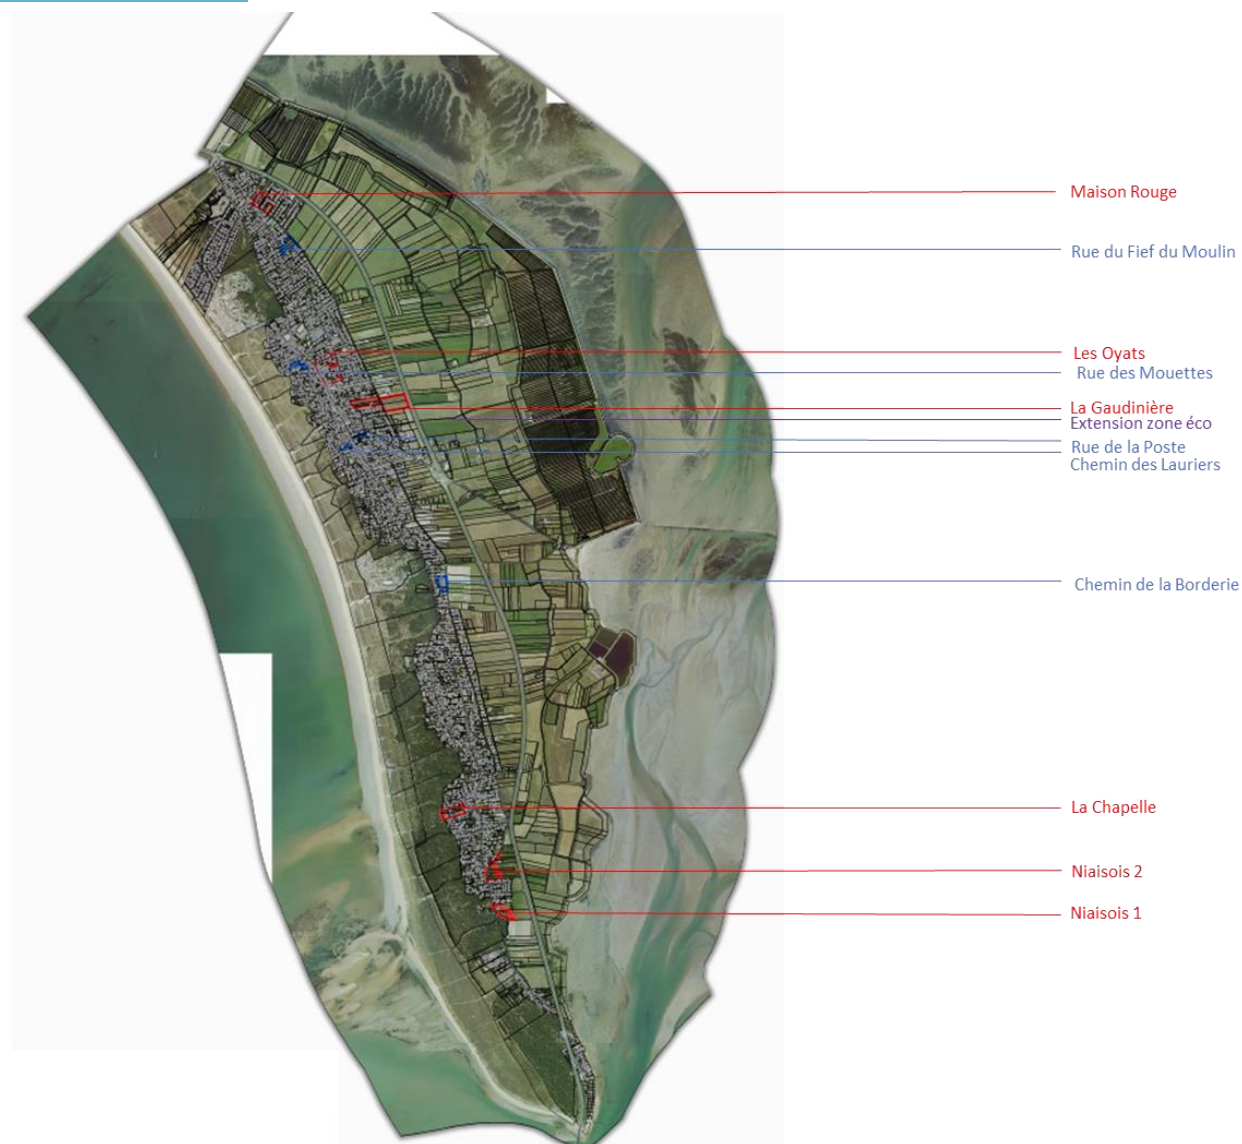 Maison Rouge
Rue du Fief du Moulin
Les Oyats
Rue des Mouettes
La Gaudinière
Extension zone éco
Rue de la Poste
Chemin des Lauriers
Chemin de la Borderie
La Chapelle
Niaisois 2
Niaisois 1